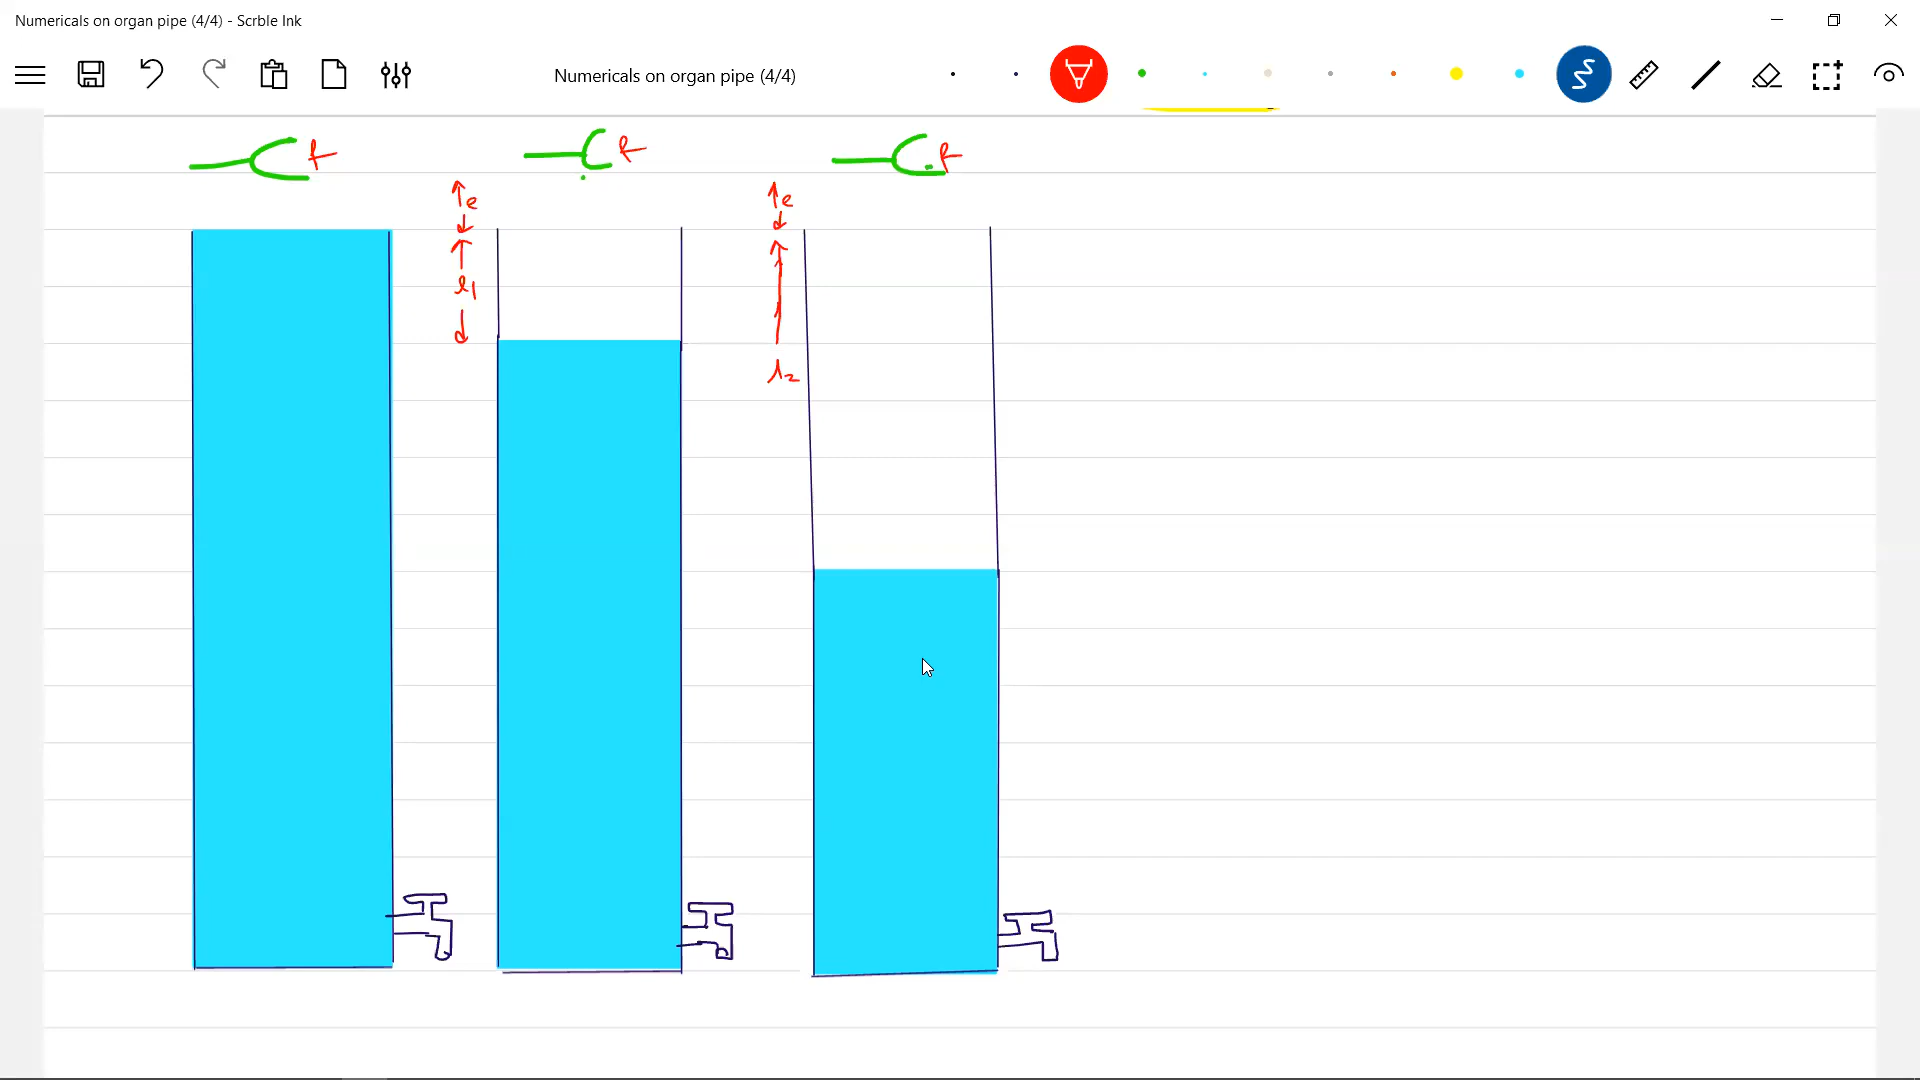 Numericals on organ pipe (4/4) - Scrble Ink
Numericals on organ pipe (4/4)
f f f
e e
l1
l2